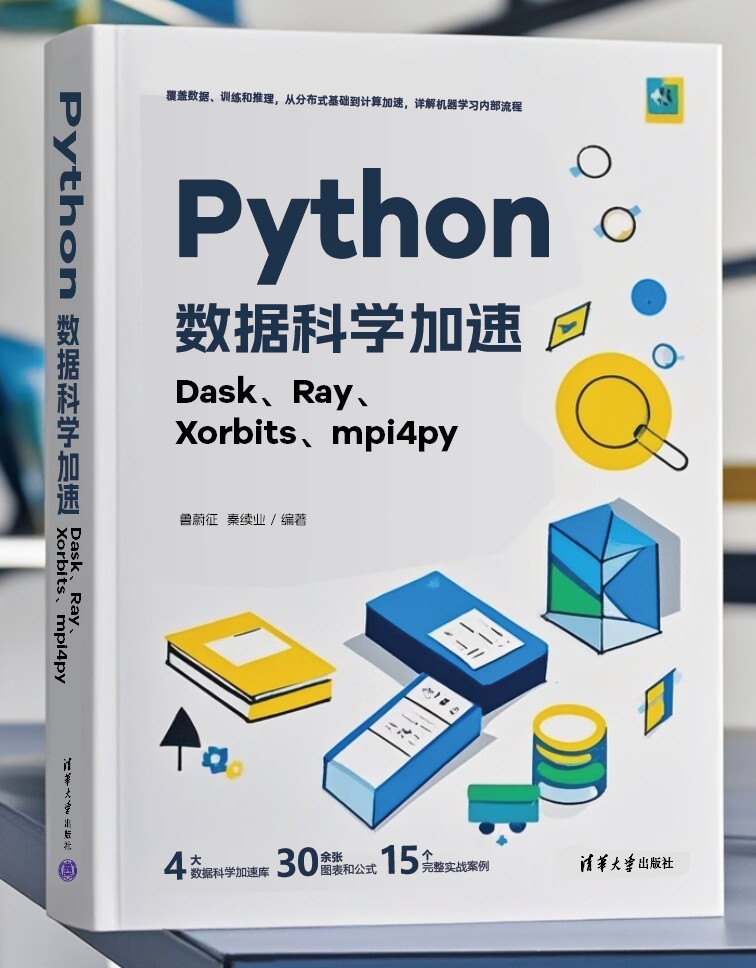 覆盖数据、训练和推理，从分布式基础到计算加速，详解机器学习内部流程
Python
数据科学加速
Dask、Ray、
Xorbits、mpi4py
鲁蔚征 秦续业 / 编著
4大
数据科学加速库
30余张
图表和公式
15个
完整实战案例
清华大学出版社
Python 数据科学加速
Dask、Ray、
Xorbits、mpi4py
清华大学出版社